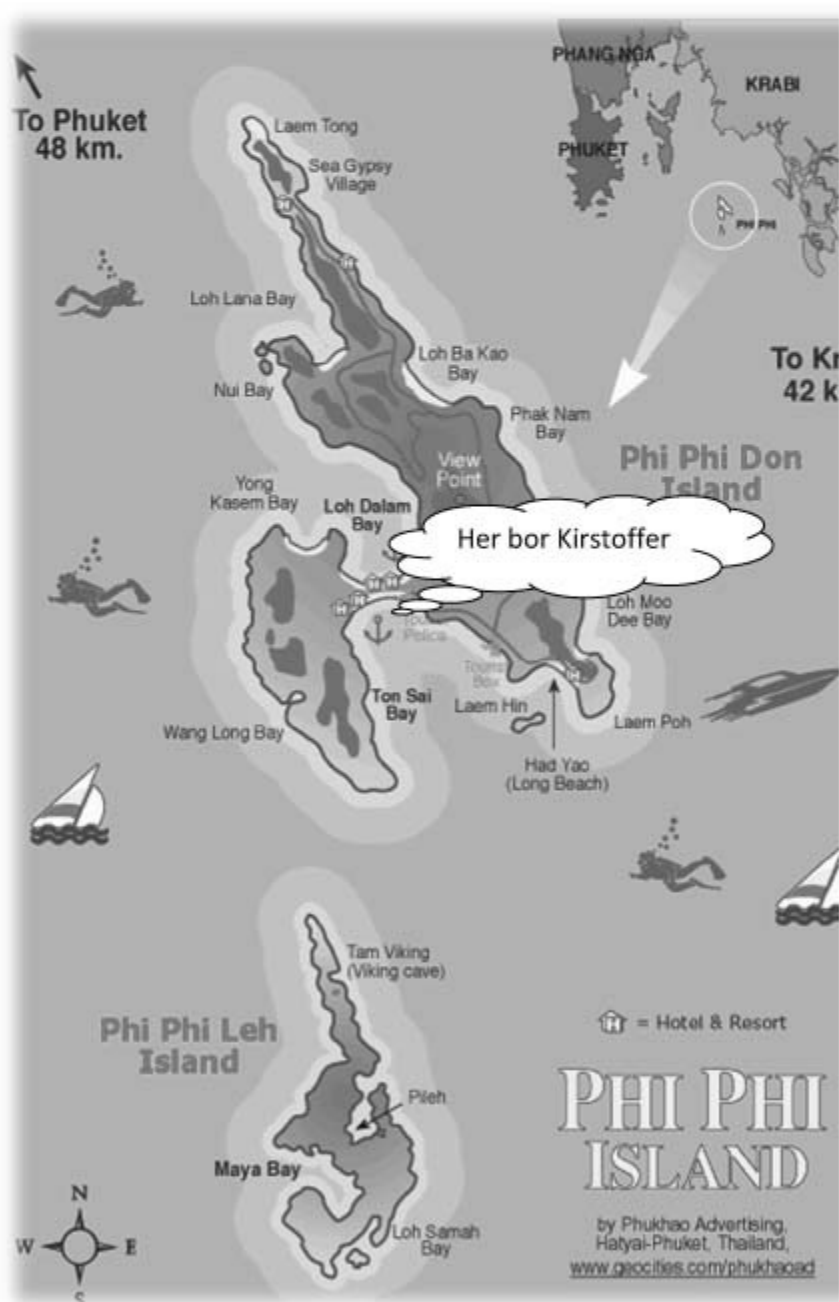 PHANG NGA
KRABI
To Phuket
48 km.
PHUKET
Laem Tong
Sea Gypsy
Village
PHI PHI
Loh Lana Bay
To Kr
42 k
Loh Ba Kao
Bay
Nui Bay
Phak Nam
Bay
Phi Phi Don
Island
View
Point
Yong
Kasem Bay
Loh Dalam
Bay
Her bor Kirstoffer
Loh Moo
Dee Bay
Police
Ton Sai
Bay
Laem Hin
Laem Poh
Wang Long Bay
Had Yao
(Long Beach)
Tam Viking
(Viking cave)
Phi Phi Leh
Island
H = Hotel & Resort
Pileh
PHI PHI
ISLAND
Maya Bay
N
W
E
S
Loh Samah
Bay
by Phukhao Advertising,
Hatyai-Phuket, Thailand,
www.geocities.com/phukhaoad